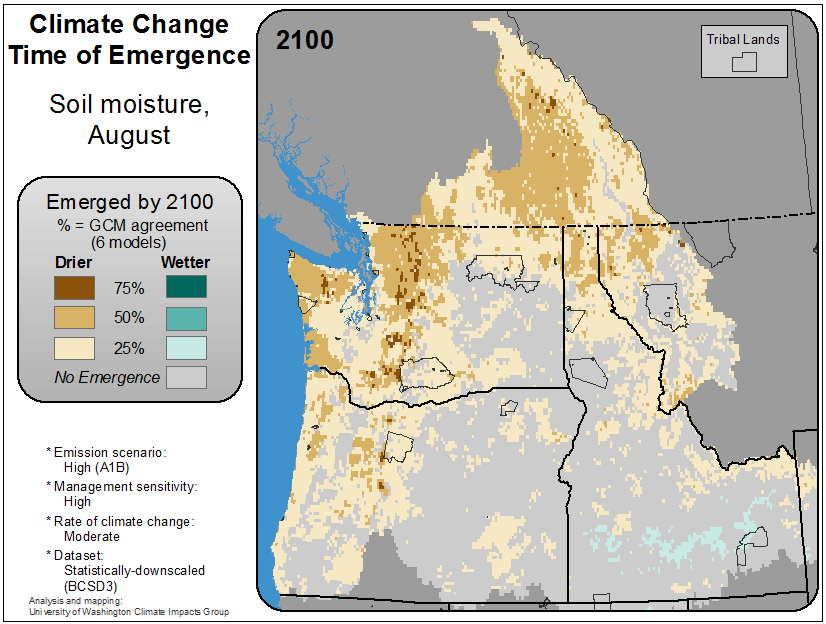 Climate Change
Time of Emergence
Soil moisture,
August
Emerged by 2100
% = GCM agreement
(6 models)
Drier Wetter
75%
50%
25%
No Emergence
* Emission scenario:
High (A1B)
* Management sensitivity:
High
* Rate of climate change:
Moderate
* Dataset:
Statistically-downscaled
(BCSD3)
Analysis and mapping:
University of Washington Climate Impacts Group
2100
Tribal Lands